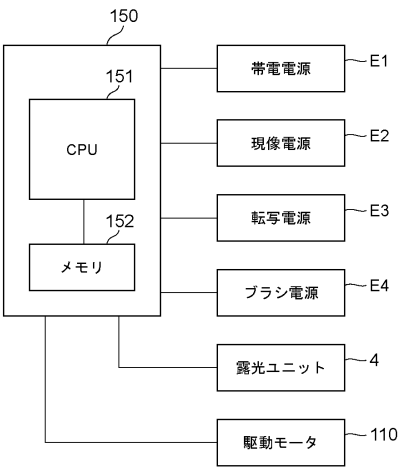 150
151
CPU
152
メモリ
帯電電源
E1
現像電源
E2
転写電源
E3
ブラシ電源
E4
露光ユニット
4
駆動モータ
110